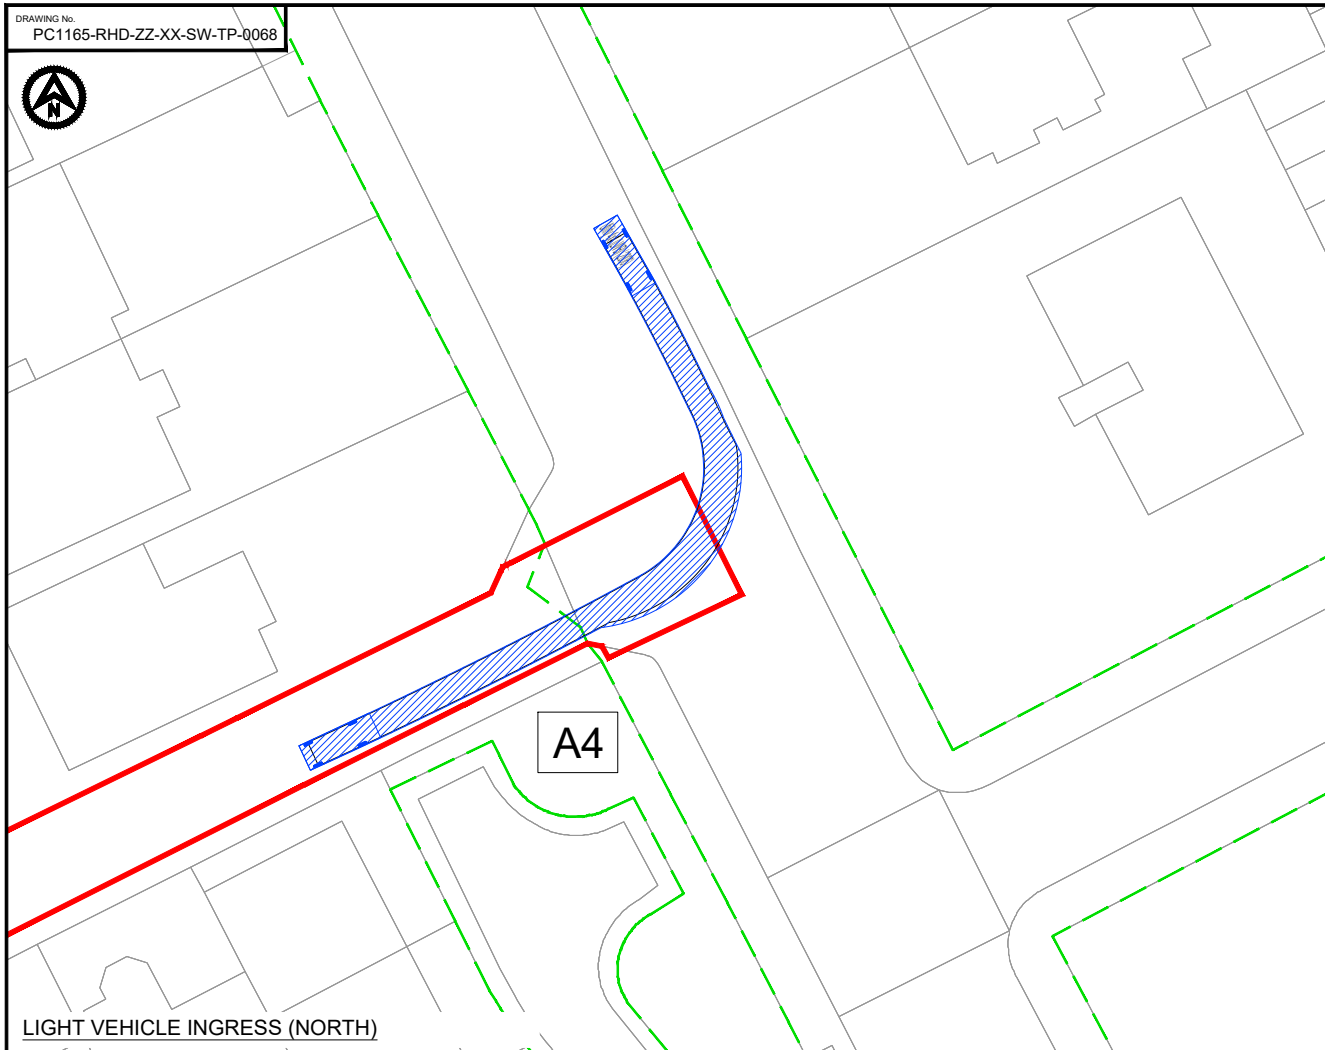 DRAWING No.
PC1165-RHD-ZZ-XX-SW-TP-0068
N
A4
LIGHT VEHICLE INGRESS (NORTH)